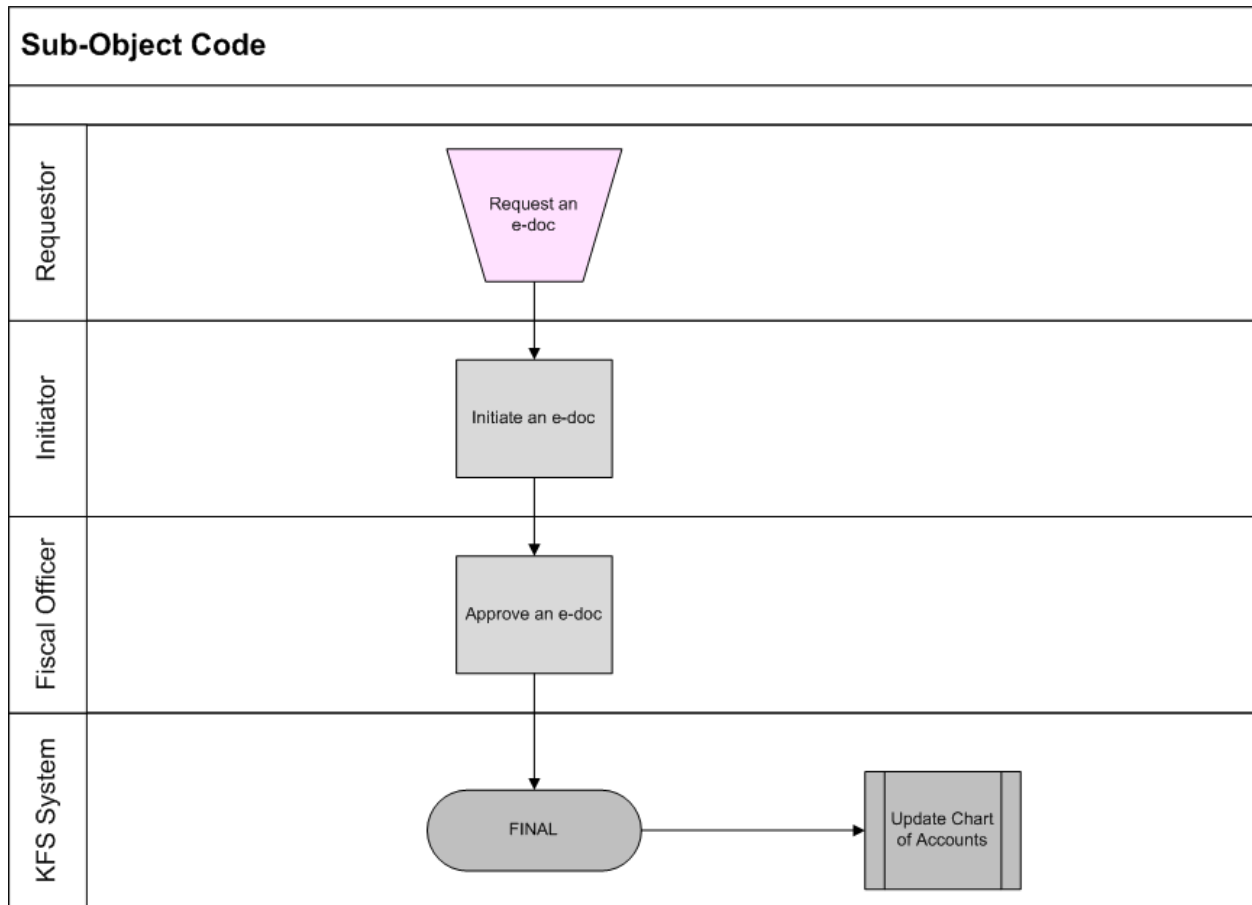 Sub-Object Code
Requestor
Request an
e-doc
Initiator
Initiate an e-doc
Fiscal Officer
Approve an e-doc
KFS System
FINAL
Update Chart
of Accounts